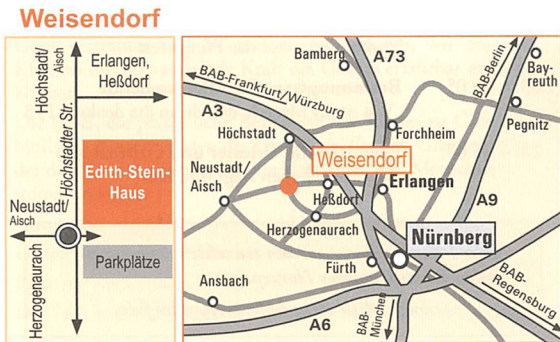 Weisendorf
Höchstadt/
Aisch
Erlangen,
Heßdorf
Höchstadter Str.
Edith-Stein-
Haus
Neustadt/
Aisch
Parkplätze
Herzogenaurach
Bamberg
A73
BAB-Berlin
Bay-
reuth
BAB-Frankfurt/Würzburg
A3
Pegnitz
Höchstadt
Forchheim
Weisendorf
Neustadt/
Aisch
Heßdorf
Erlangen
A9
Herzogenaurach
Nürnberg
Fürth
Ansbach
BAB-
Regensburg
A6
BAB-
München